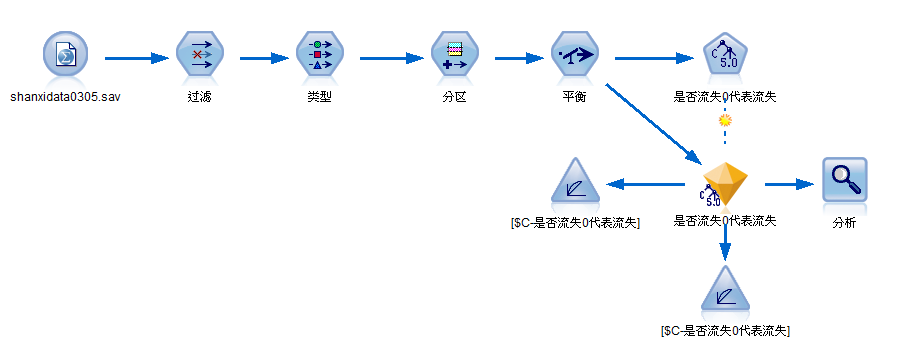 C 5.0
shanxidata0305.sav
过滤
类型
分区
平衡
是否流失0代表流失
C 5.0
[$C-是否流失0代表流失]
是否流失0代表流失
分析
[$C-是否流失0代表流失]